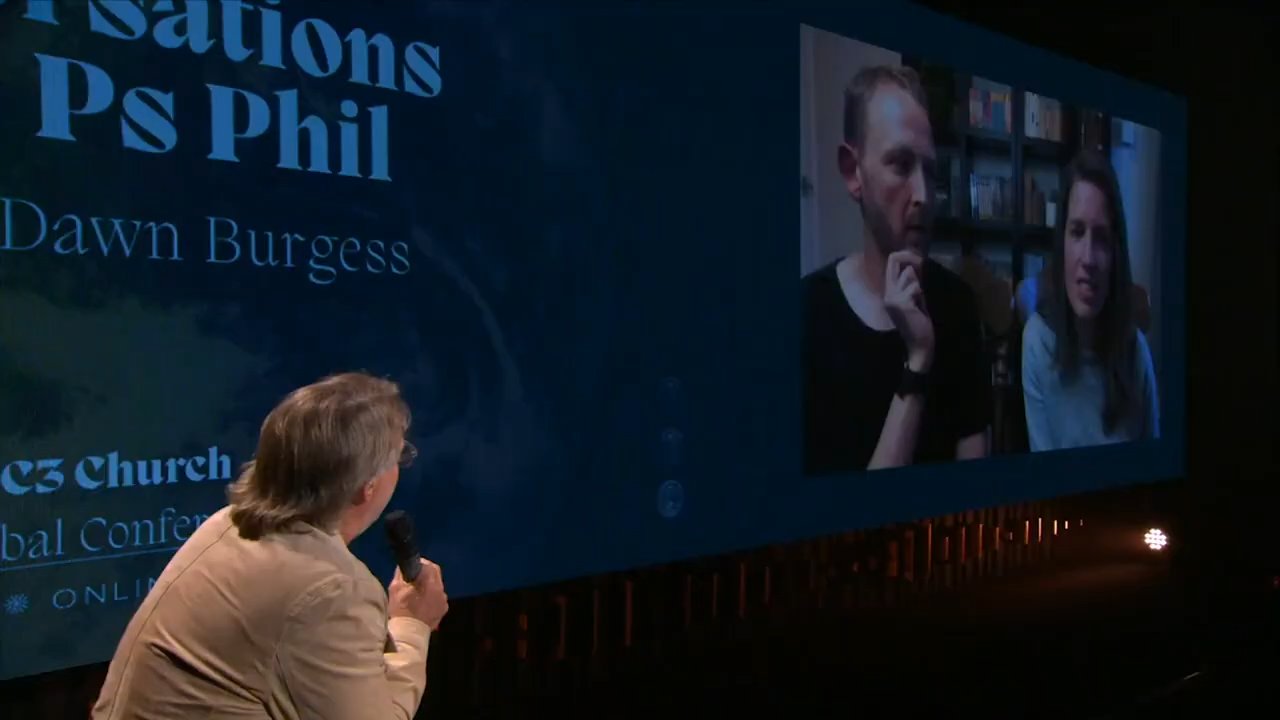 rsations
Ps Phil
Dawn Burgess
C3 Church
bal Confer
ONLIN